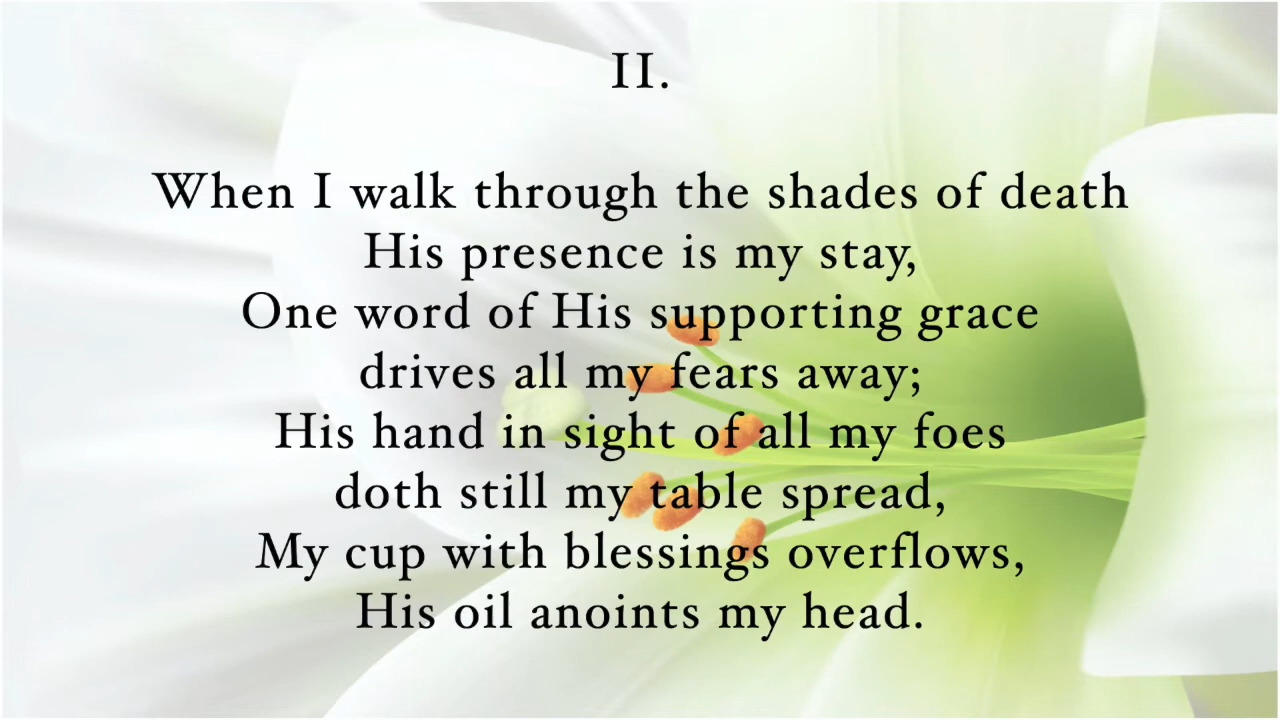 II.
When I walk through the shades of death
His presence is my stay,
One word of His supporting grace
drives all my fears away;
His hand in sight of all my foes
doth still my table spread,
My cup with blessings overflows,
His oil anoints my head.